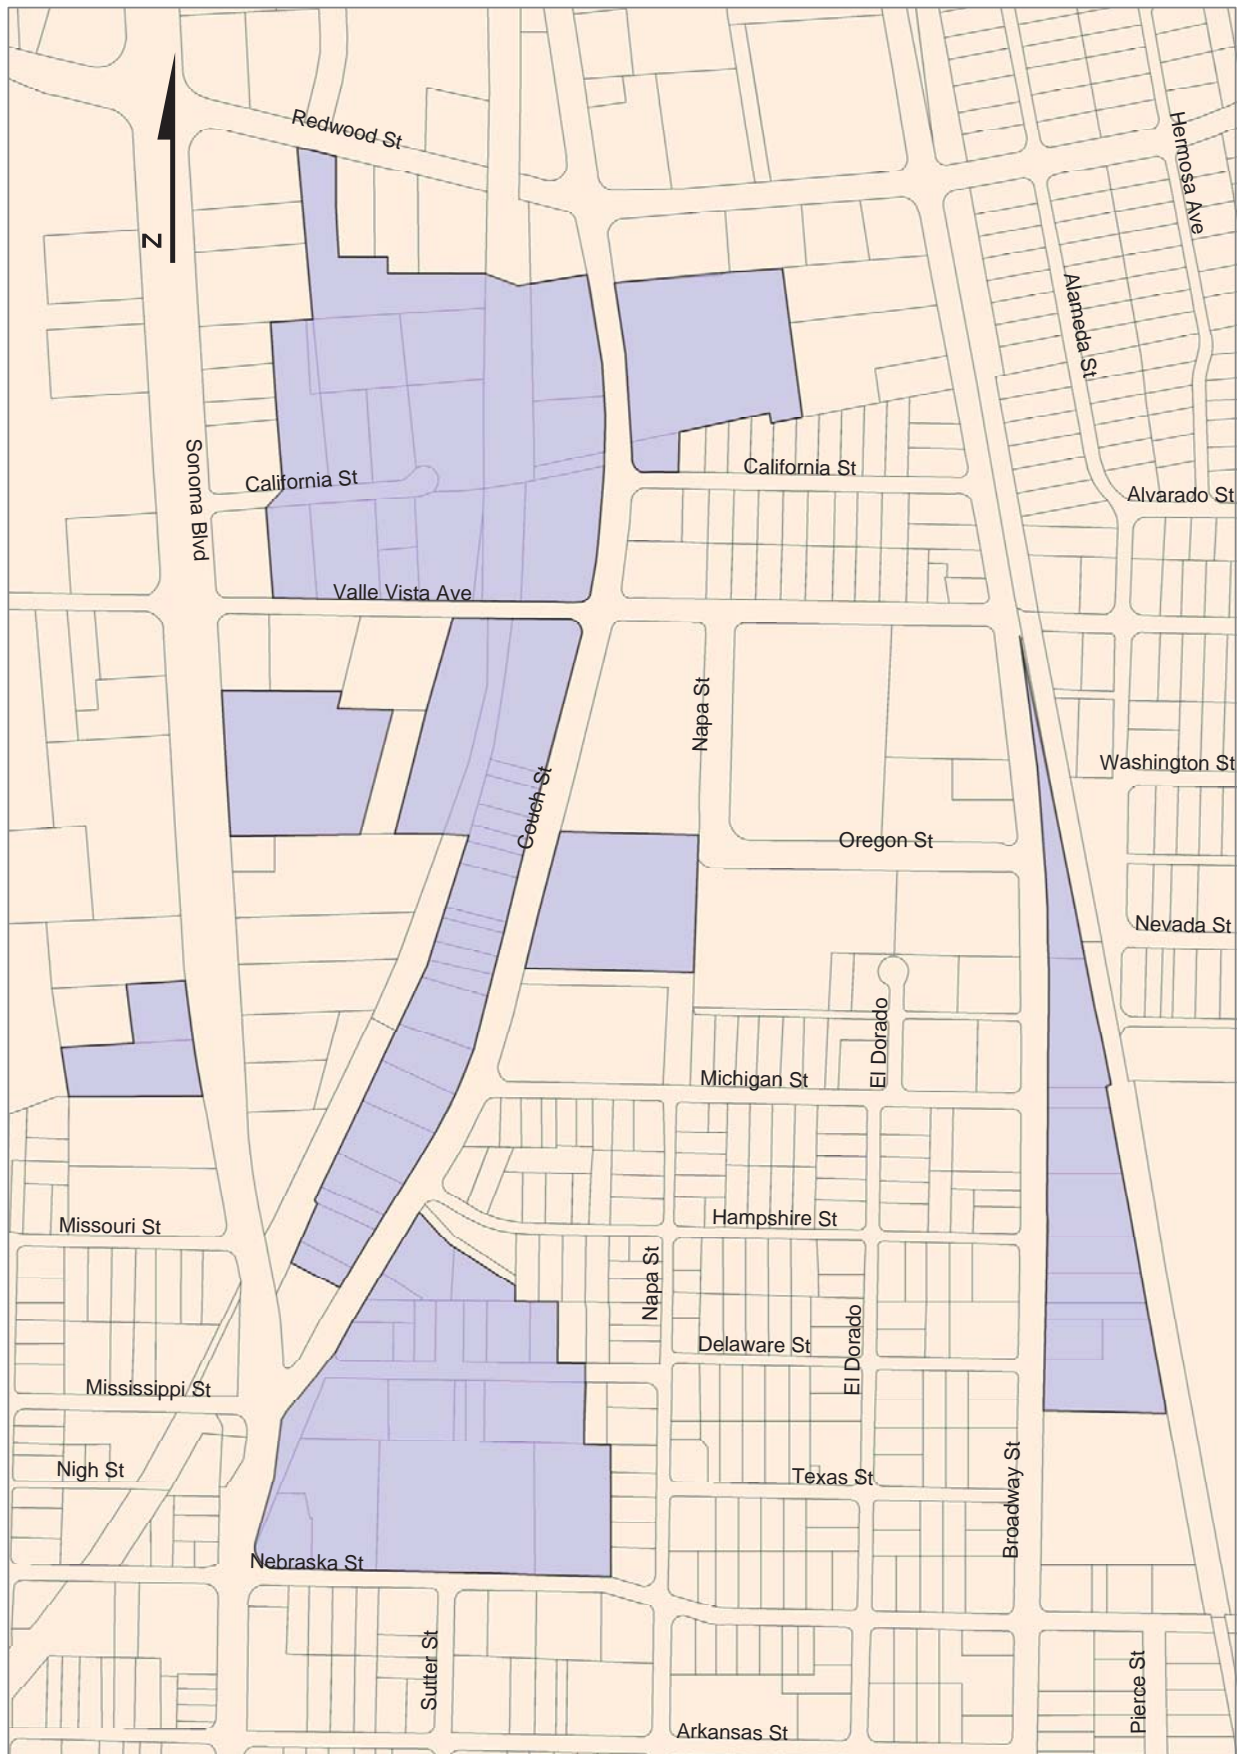 Redwood St
Hermosa Ave
Z
Alameda St
Sonoma Blvd
California St
California St
Alvarado St
Valle Vista Ave
Napa St
Couch St
Washington St
Oregon St
Nevada St
El Dorado
Michigan St
Missouri St
Hampshire St
Napa St
El Dorado
Delaware St
Mississippi St
Nigh St
Texas St
Broadway St
Nebraska St
Sutter St
Pierce St
Arkansas St